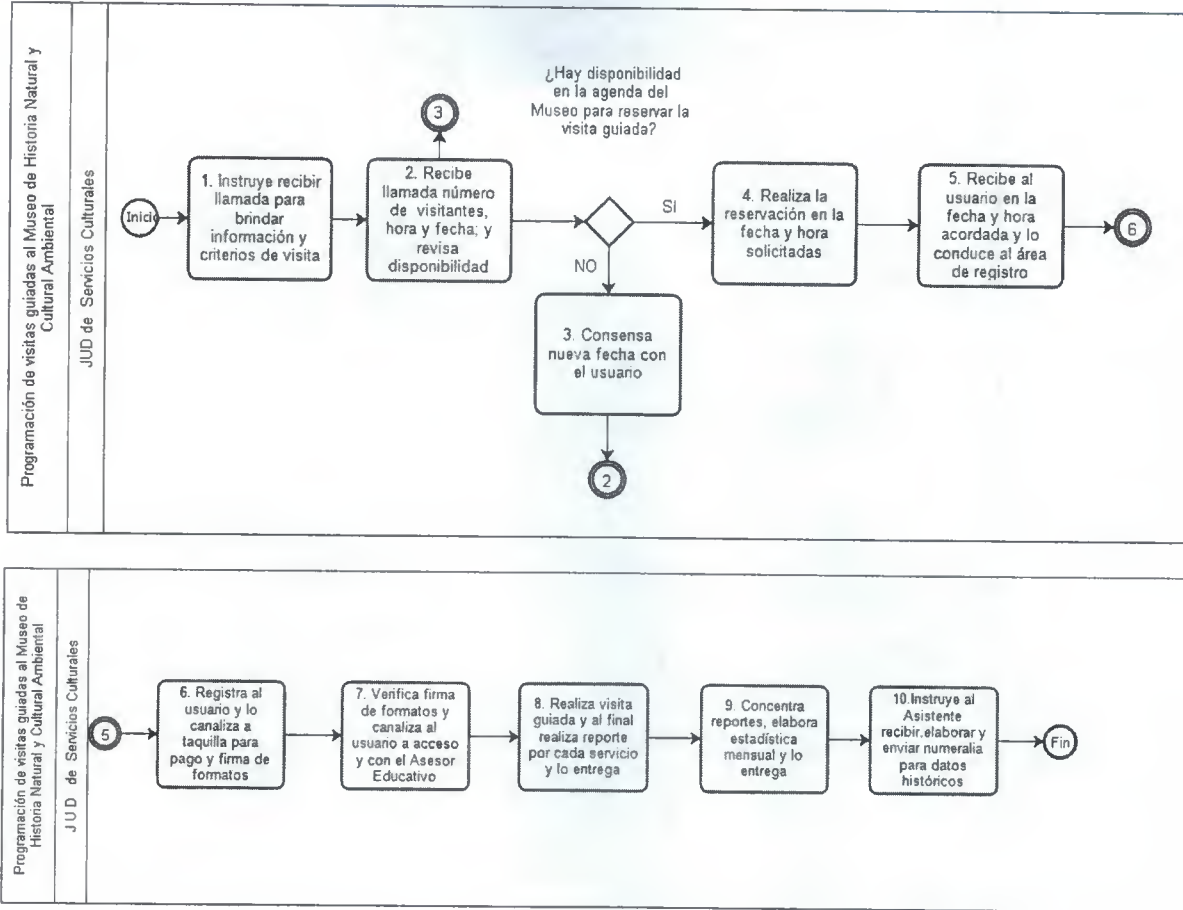 Programación de visitas guiadas al Museo de Historia Natural y
Cultural Ambiental
JUD de Servicios Culturales
Inicio
1. Instruye recibir
llamada para
brindar
información y
criterios de visita
3
2. Recibe
llamada número
de visitantes,
hora y fecha; y
revisa
disponibilidad
¿Hay disponibilidad
en la agenda del
Museo para reservar la
visita guiada?
SI
NO
3. Consensa
nueva fecha con
el usuario
2
4. Realiza la
reservación en la
fecha y hora
solicitadas
5. Recibe al
usuario en la
fecha y hora
acordada y lo
conduce al área
de registro
6
Programación de visitas guiadas al Museo de
Historia Natural y Cultural Ambiental
J U D de Servicios Culturales
5
6. Registra al
usuario y lo
canaliza a
taquilla para
pago y firma de
formatos
7. Verifica firma
de formatos y
canaliza al
usuario a acceso
y con el Asesor
Educativo
8. Realiza visita
guiada y al final
realiza reporte
por cada servicio
y lo entrega
9. Concentra
reportes, elabora
estadística
mensual y lo
entrega
10.Instruye al
Asistente
recibir,elaborar y
enviar numeralia
para datos
históricos
Fin